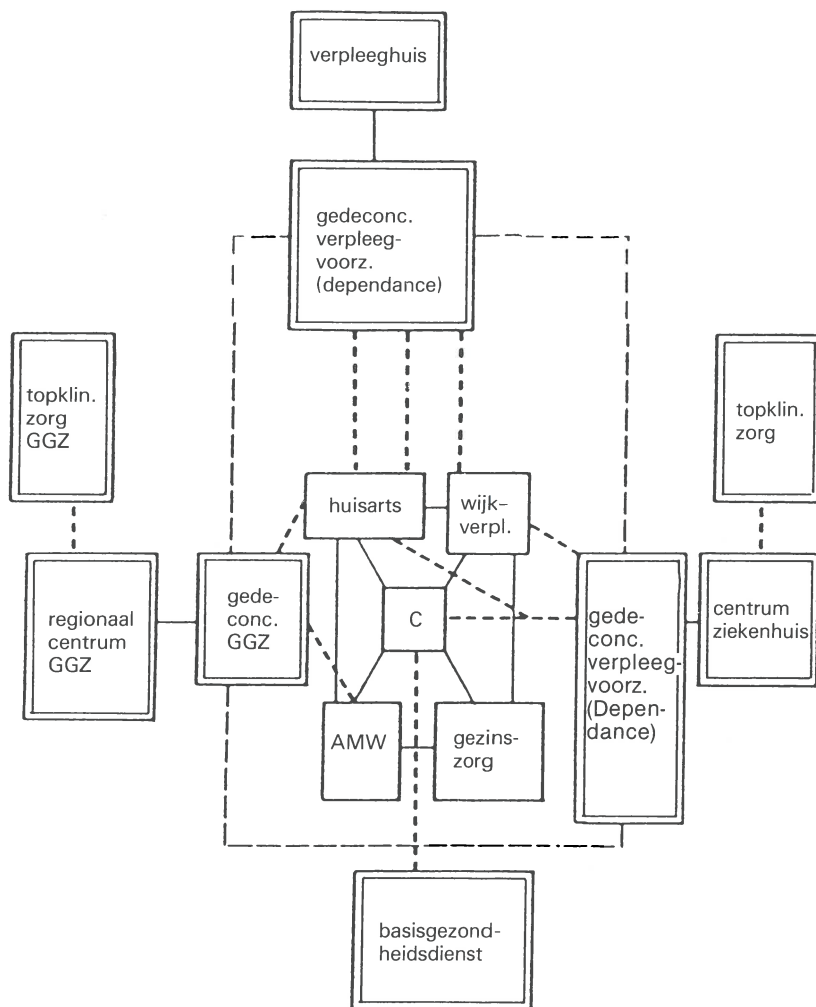 verpleeghuis
gedeconc.
verpleeg-
voorz.
(dependance)
topklin.
zorg
GGZ
topklin.
zorg
huisarts
wijk-
verpl.
regionaal
centrum
GGZ
gede-
conc.
GGZ
C
gede-
conc.
verpleeg-
voorz.
(Depen-
dance)
centrum
ziekenhuis
AMW
gezins-
zorg
basisgezond-
heidsdienst